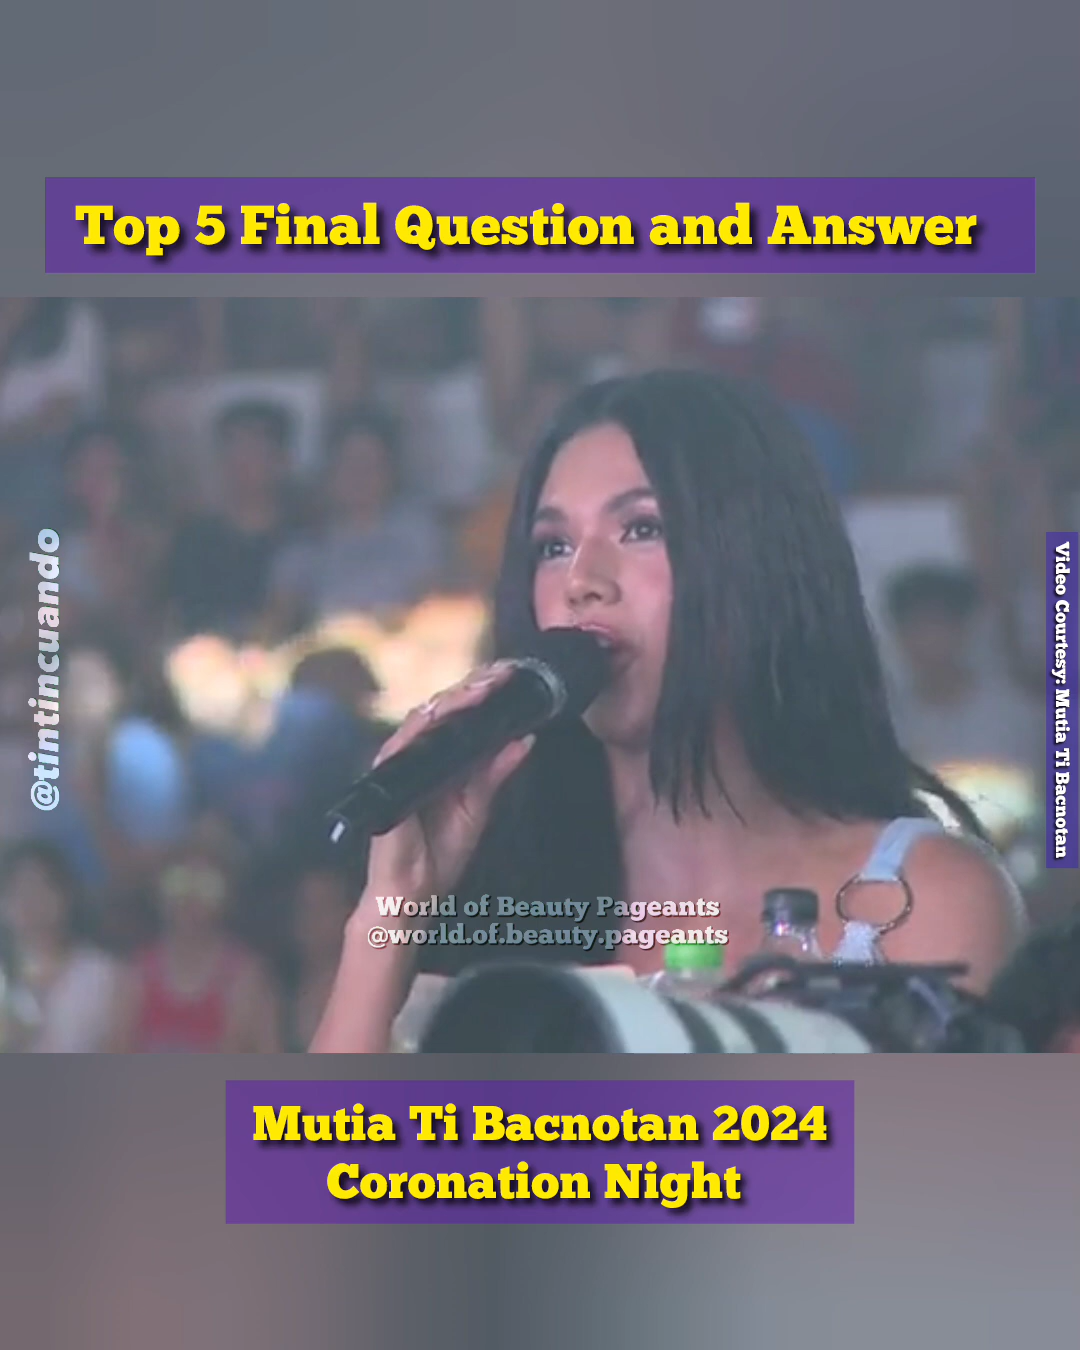 Top 5 Final Question and Answer
@tintincuando
Video Courtesy: Mutia Ti Bacnotan
World of Beauty Pageants
@world.of.beauty.pageants
Mutia Ti Bacnotan 2024
Coronation Night